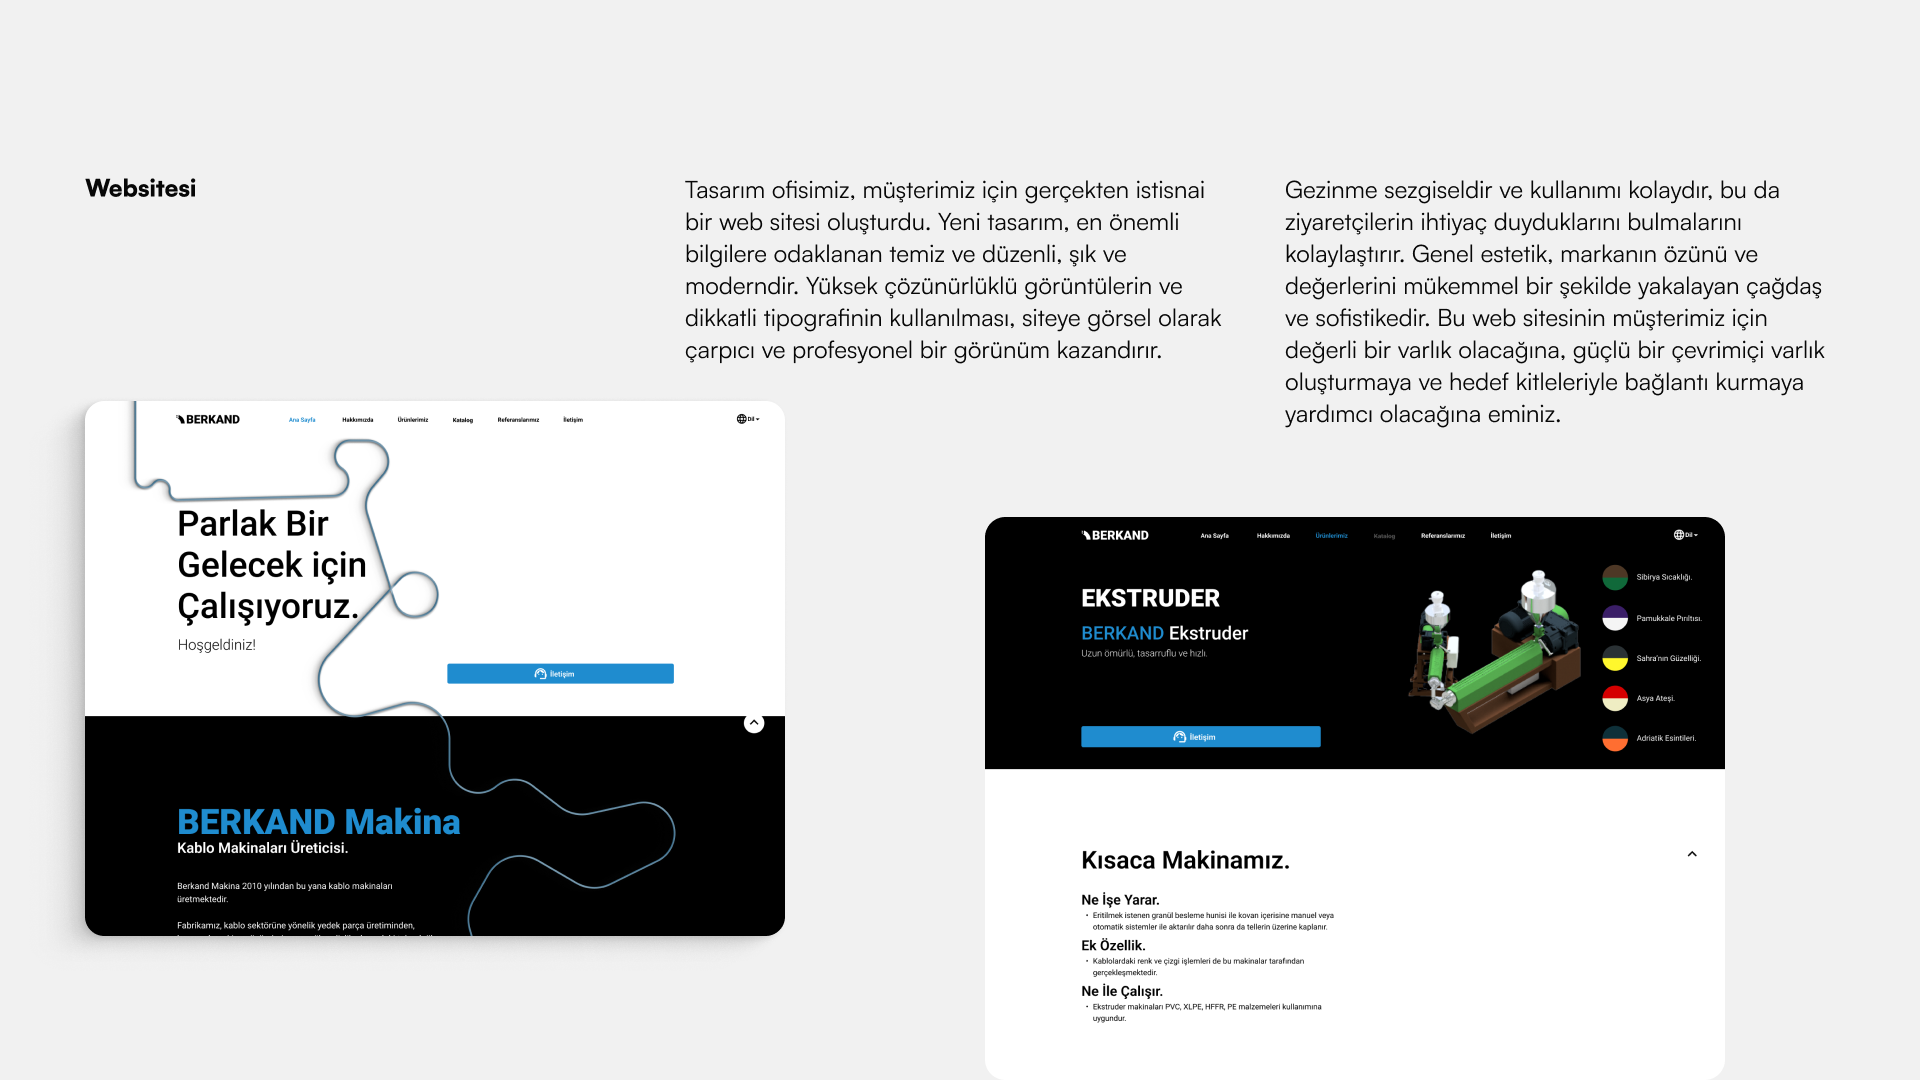 Websitesi
Tasarım ofisimiz, müşterimiz için gerçekten istisnai
bir web sitesi oluşturdu. Yeni tasarım, en önemli
bilgilere odaklanan temiz ve düzenli, şık ve
moderndir. Yüksek çözünürlüklü görüntülerin ve
dikkatli tipografinin kullanılması, siteye görsel olarak
çarpıcı ve profesyonel bir görünüm kazandırır.
Gezinme sezgiseldir ve kullanımı kolaydır, bu da
ziyaretçilerin ihtiyaç duyduklarını bulmalarını
kolaylaştırır. Genel estetik, markanın özünü ve
değerlerini mükemmel bir şekilde yakalayan çağdaş
ve sofistikedir. Bu web sitesinin müşterimiz için
değerli bir varlık olacağına, güçlü bir çevrimiçi varlık
oluşturmaya ve hedef kitleleriyle bağlantı kurmaya
yardımcı olacağına eminiz.
BERKAND Ana Sayfa Hakkımızda Ürünlerimiz Katalog Referanslarımız İletişim Dil
Parlak Bir
Gelecek için
Çalışıyoruz.
Hoşgeldiniz!
İletişim
BERKAND Makina
Kablo Makinaları Üreticisi.
Berkand Makina 2010 yılından bu yana kablo makinaları
üretmektedir.
Fabrikamız, kablo sektörüne yönelik yedek parça üretiminden,
BERKAND Ana Sayfa Hakkımızda Ürünlerimiz Katalog Referanslarımız İletişim Dil
EKSTRUDER
BERKAND Ekstruder
Uzun ömürlü, tasarruflu ve hızlı.
İletişim
Sibirya Sıcaklığı.
Pamukkale Pırıltısı.
Sahra'nın Güzelliği.
Asya Ateşi.
Adriatik Esintileri.
Kısaca Makinamız.
Ne İşe Yarar.
• Eritilmek istenen granül besleme hunisi ile kovan içerisine manuel veya
otomatik sistemler ile aktarılır daha sonra da tellerin üzerine kaplanır.
Ek Özellik.
• Kablolardaki renk ve çizgi işlemleri de bu makinalar tarafından
gerçekleşmektedir.
Ne İle Çalışır.
• Ekstruder makinaları PVC, XLPE, HFFR, PE malzemeleri kullanımına
uygundur.